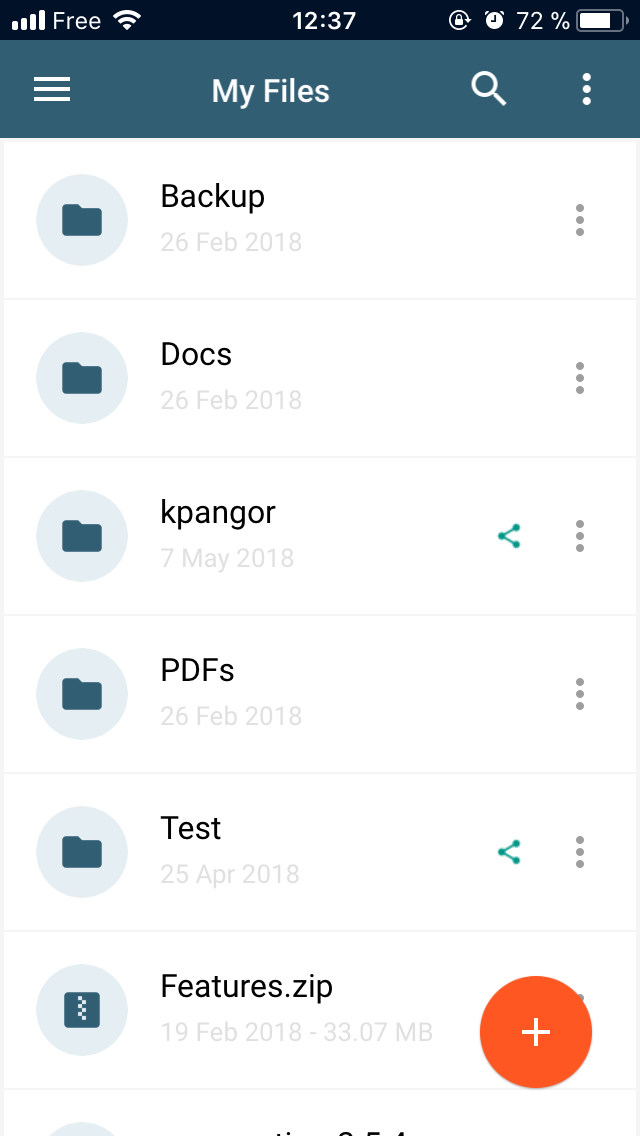 Free 12:37 72 %
My Files
Backup
26 Feb 2018
Docs
26 Feb 2018
kpangor
7 May 2018
PDFs
26 Feb 2018
Test
25 Apr 2018
Features.zip
19 Feb 2018 - 33.07 MB